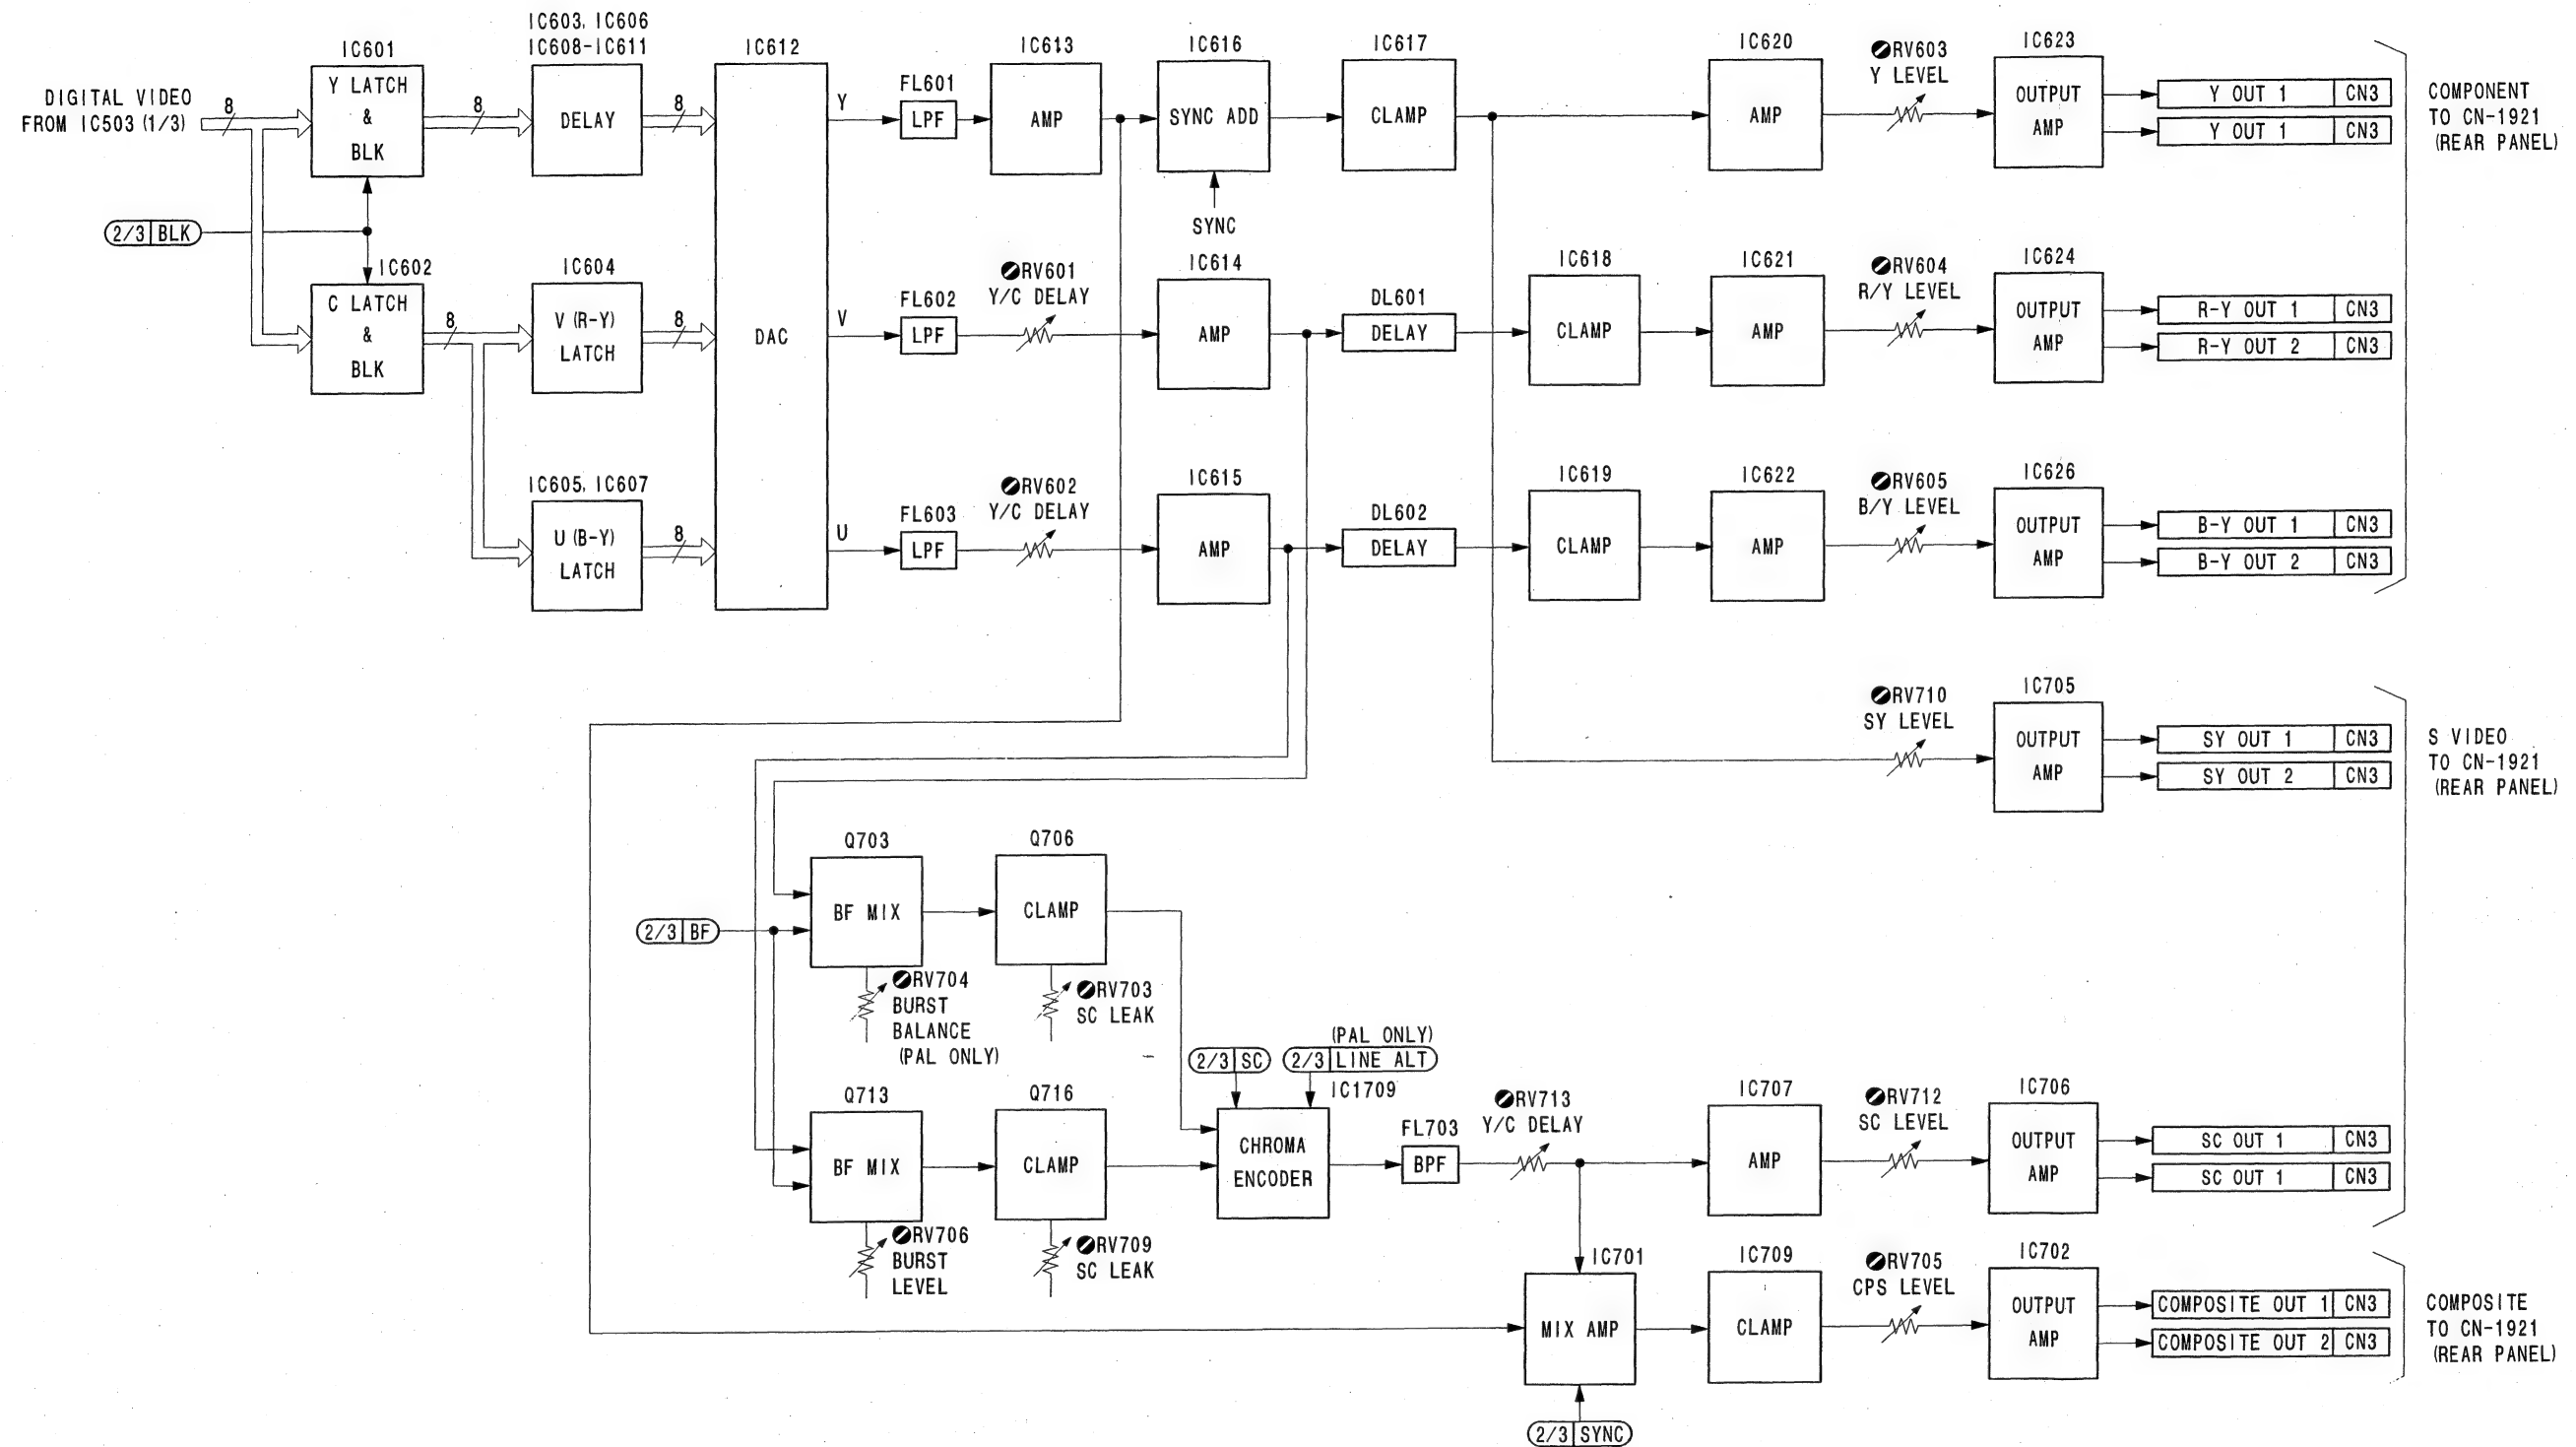 IC603, IC606
IC608-IC611
IC601
IC612
IC613
IC616
IC617
IC620
RV603
Y LEVEL
IC623
DIGITAL VIDEO
FROM IC503 (1/3)
8
Y LATCH
&
BLK
8
DELAY
8
Y
FL601
LPF
AMP
SYNC ADD
CLAMP
AMP
OUTPUT
AMP
Y OUT 1 CN3
Y OUT 1 CN3
COMPONENT
TO CN-1921
(REAR PANEL)
SYNC
2/3 BLK
IC602
C LATCH
&
BLK
8
IC604
V (R-Y)
LATCH
8
DAC
V
FL602
LPF
RV601
Y/C DELAY
IC614
AMP
DL601
DELAY
IC618
CLAMP
IC621
AMP
RV604
R/Y LEVEL
IC624
OUTPUT
AMP
R-Y OUT 1 CN3
R-Y OUT 2 CN3
IC605, IC607
U (B-Y)
LATCH
8
U
FL603
LPF
RV602
Y/C DELAY
IC615
AMP
DL602
DELAY
IC619
CLAMP
IC622
AMP
RV605
B/Y LEVEL
IC626
OUTPUT
AMP
B-Y OUT 1 CN3
B-Y OUT 2 CN3
RV710
SY LEVEL
IC705
OUTPUT
AMP
SY OUT 1 CN3
SY OUT 2 CN3
S VIDEO
TO CN-1921
(REAR PANEL)
Q703
BF MIX
Q706
CLAMP
2/3 BF
RV704
BURST
BALANCE
(PAL ONLY)
RV703
SC LEAK
2/3 SC
(PAL ONLY)
2/3 LINE ALT
IC1709
Q713
BF MIX
Q716
CLAMP
CHROMA
ENCODER
FL703
BPF
RV713
Y/C DELAY
IC707
AMP
RV712
SC LEVEL
IC706
OUTPUT
AMP
SC OUT 1 CN3
SC OUT 1 CN3
RV706
BURST
LEVEL
RV709
SC LEAK
IC701
MIX AMP
IC709
CLAMP
RV705
CPS LEVEL
IC702
OUTPUT
AMP
COMPOSITE OUT 1 CN3
COMPOSITE OUT 2 CN3
COMPOSITE
TO CN-1921
(REAR PANEL)
2/3 SYNC